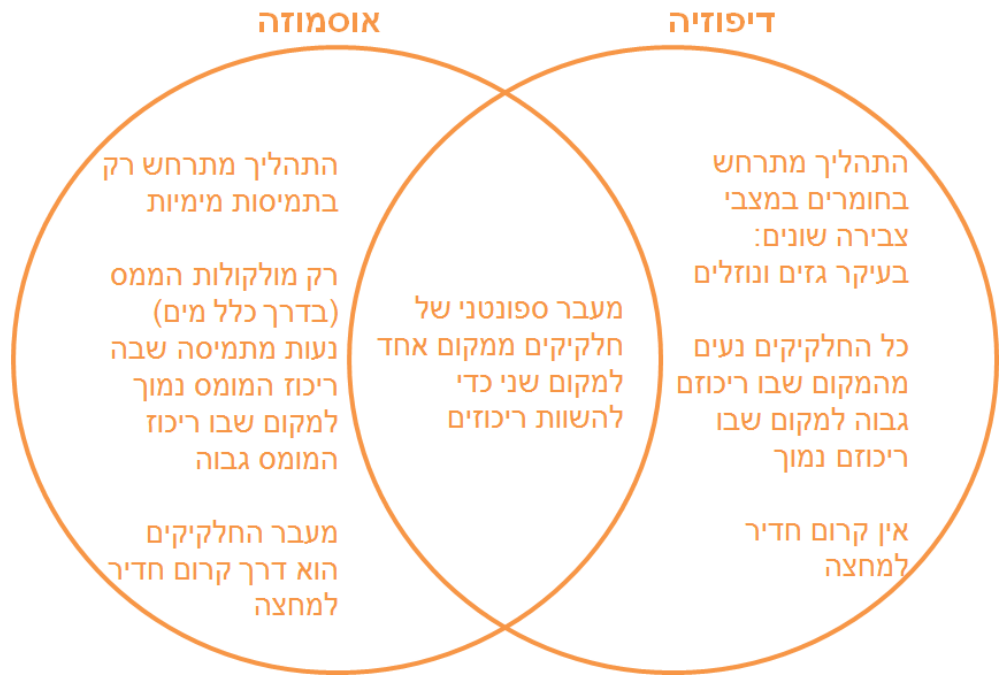 דיפוזיה
התהליך מתרחש
בחומרים במצבי
צבירה שונים:
בעיקר גזים ונוזלים
כל החלקיקים נעים
מהמקום שבו ריכוזם
גבוה למקום שבו
ריכוזם נמוך
אין קרום חדיר
למחצה
מעבר ספונטני של
חלקיקים ממקום אחד
למקום שני כדי
להשוות ריכוזים
אוסמוזה
התהליך מתרחש רק
בתמיסות מימיות
רק מולקולות הממס
(בדרך כלל מים)
נעות מתמיסה שבה
ריכוז המומס נמוך
למקום שבו ריכוז
המומס גבוה
מעבר החלקיקים
הוא דרך קרום חדיר
למחצה